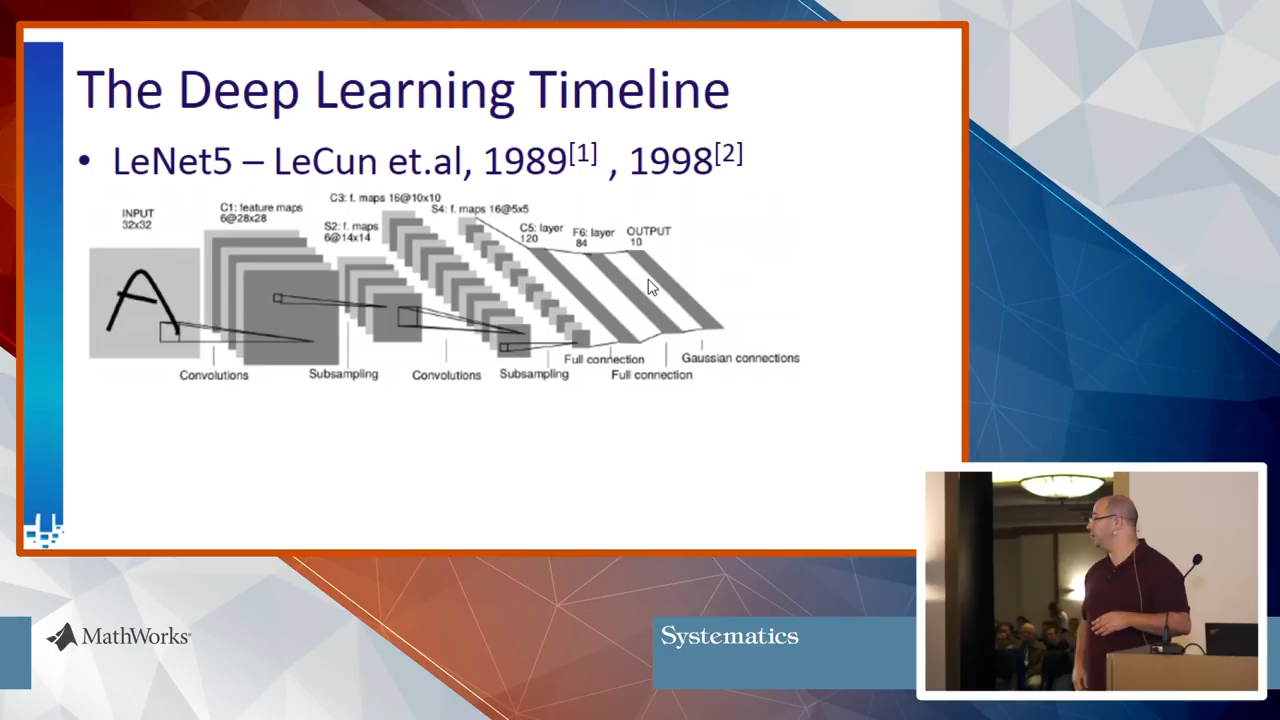 The Deep Learning Timeline
• LeNet5 – LeCun et.al, 1989[1] , 1998[2]
INPUT
32x32
C1: feature maps
6@28x28
S2: f. maps
6@14x14
C3: f. maps 16@10x10
S4: f. maps 16@5x5
C5: layer
120
F6: layer
84
OUTPUT
10
A
Convolutions
Subsampling
Convolutions
Subsampling
Full connection
Full connection
Gaussian connections
MathWorks®
Systematics